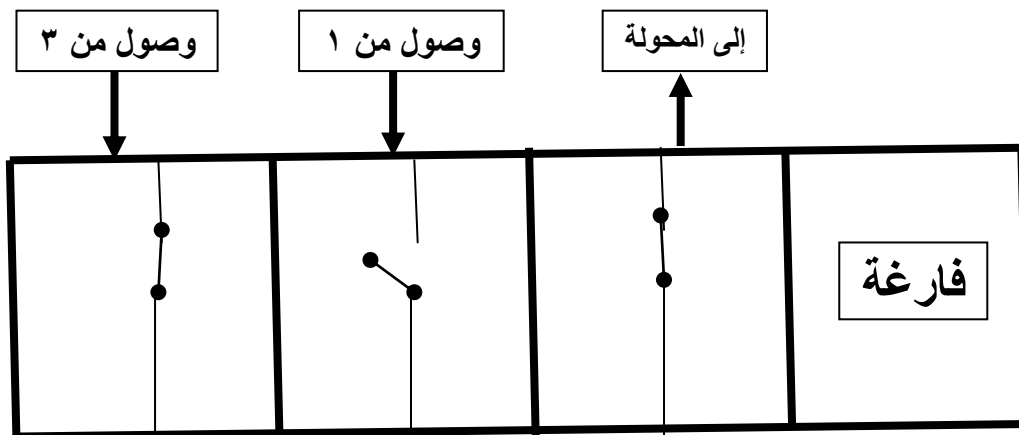 إلى المحولة
وصول من ١
وصول من ٣
فارغة